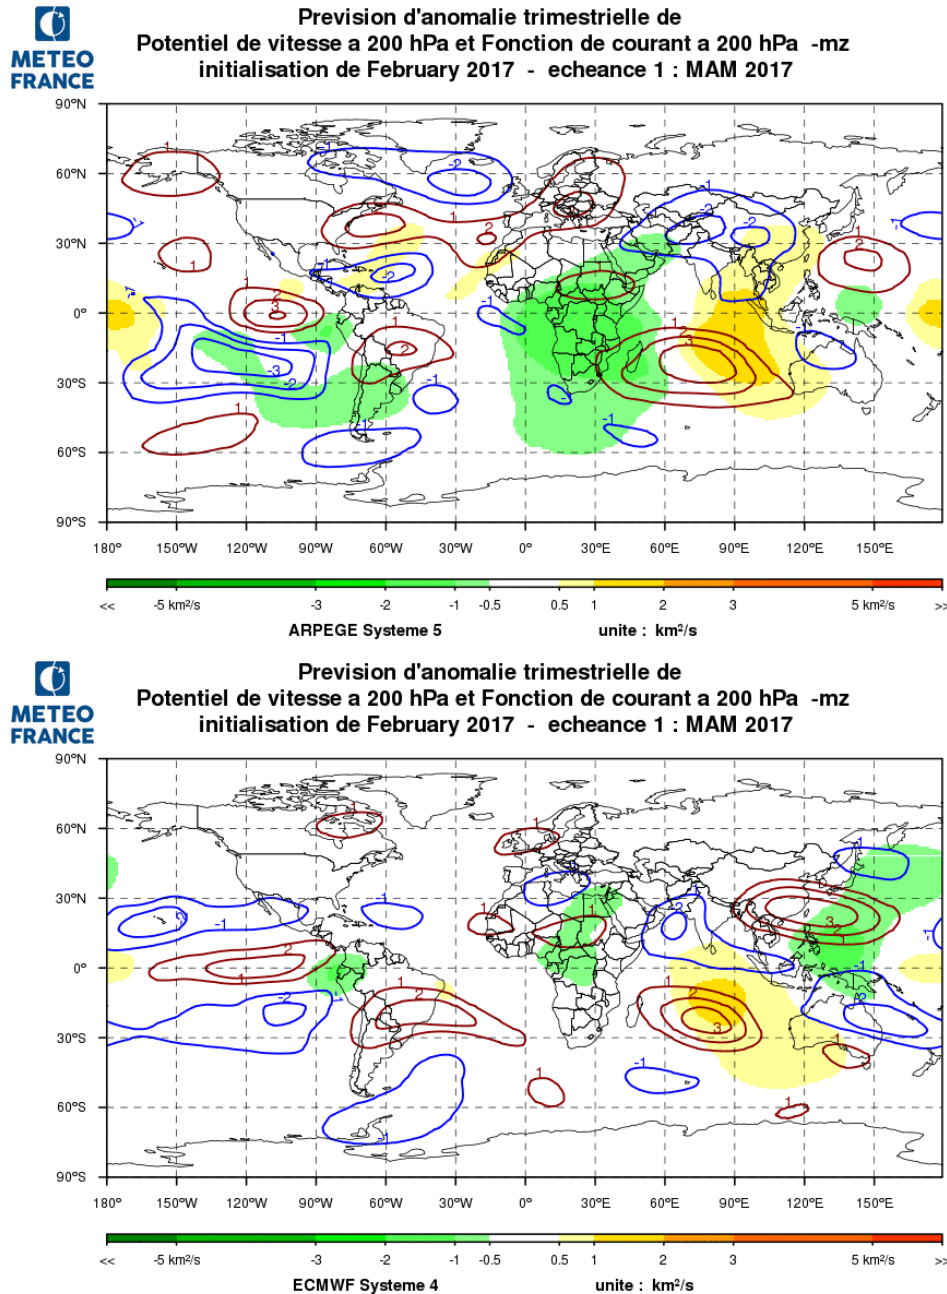 METEO
FRANCE
Prevision d'anomalie trimestrielle de
Potentiel de vitesse a 200 hPa et Fonction de courant a 200 hPa -mz
initialisation de February 2017 - echeance 1 : MAM 2017
90ºN
60ºN
30ºN
0º
30ºS
60ºS
90ºS
180º 150ºW 120ºW 90ºW 60ºW 30ºW 0º 30ºE 60ºE 90ºE 120ºE 150ºE
<< -5 km²/s -3 -2 -1 -0.5 0.5 1 2 3 5 km²/s >>
ARPEGE Systeme 5 unite : km²/s
METEO
FRANCE
Prevision d'anomalie trimestrielle de
Potentiel de vitesse a 200 hPa et Fonction de courant a 200 hPa -mz
initialisation de February 2017 - echeance 1 : MAM 2017
90ºN
60ºN
30ºN
0º
30ºS
60ºS
90ºS
180º 150ºW 120ºW 90ºW 60ºW 30ºW 0º 30ºE 60ºE 90ºE 120ºE 150ºE
<< -5 km²/s -3 -2 -1 -0.5 0.5 1 2 3 5 km²/s >>
ECMWF Systeme 4 unite : km²/s